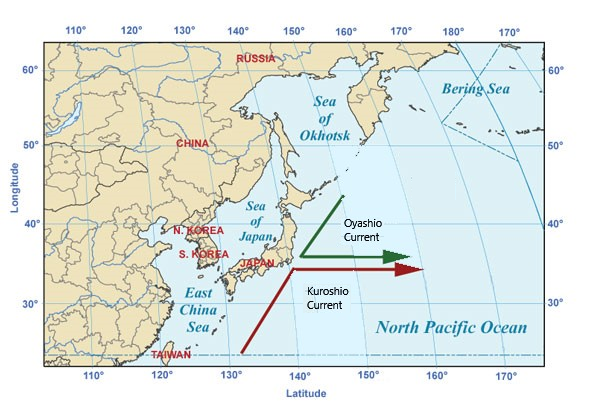 110° 120° 130° 140° 150° 160° 170° 180° 170°
RUSSIA
60° 60°
Bering Sea
Sea
of
Okhotsk
CHINA
50° 50°
Longitude
Sea
of
Japan
N. KOREA
40° 40°
Oyashio
Current
S. KOREA
JAPAN
East
China
Sea
Kuroshio
Current
30° 30°
North Pacific Ocean
TAIWAN
110° 120° 130° 140° 150° 160° 170°
Latitude